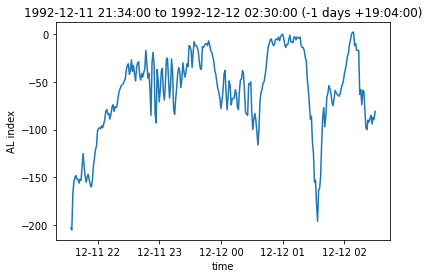 1992-12-11 21:34:00 to 1992-12-12 02:30:00 (-1 days +19:04:00)
0
−50
−100
−150
−200
AL index
12-11 22 12-11 23 12-12 00 12-12 01 12-12 02
time